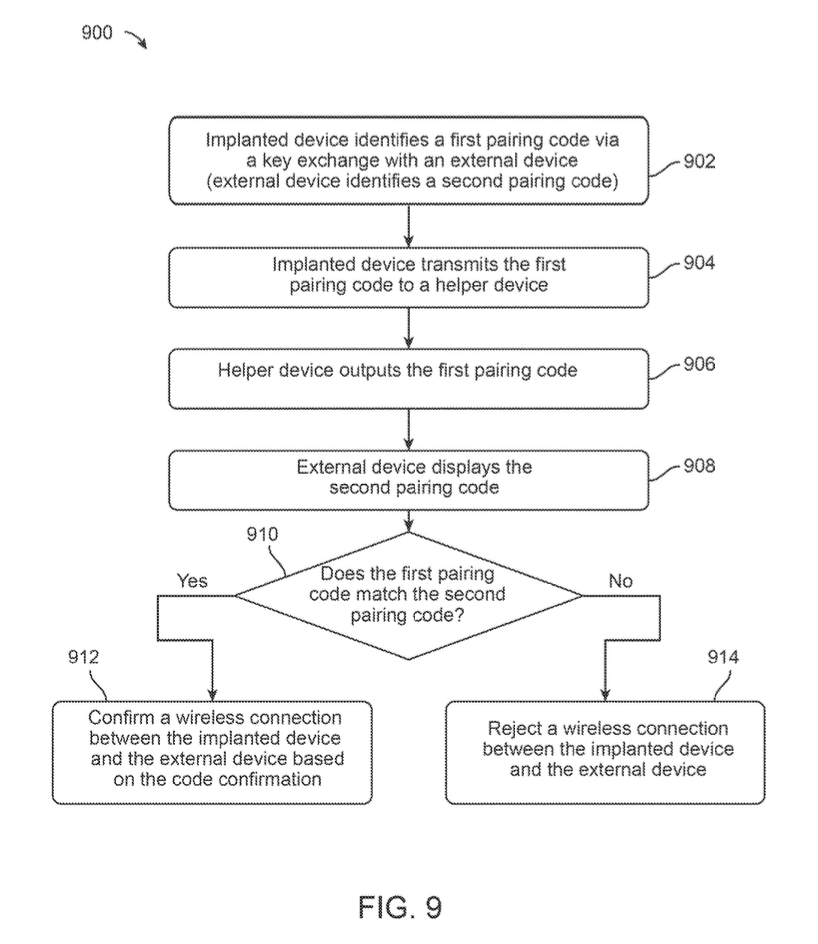 900
Implanted device identifies a first pairing code via
a key exchange with an external device
(external device identifies a second pairing code)
902
Implanted device transmits the first
pairing code to a helper device
904
Helper device outputs the first pairing code
906
External device displays the
second pairing code
908
910
Does the first pairing
code match the second
pairing code?
Yes
No
912
Confirm a wireless connection
between the implanted device
and the external device based
on the code confirmation
914
Reject a wireless connection
between the implanted device
and the external device
FIG. 9